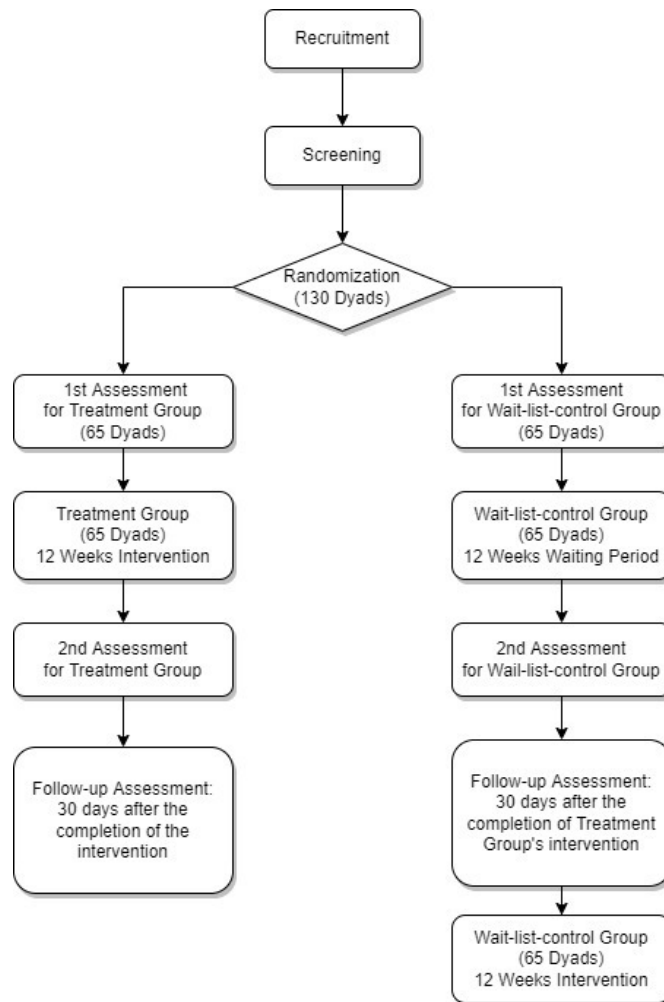 Recruitment
Screening
Randomization
(130 Dyads)
1st Assessment
for Treatment Group
(65 Dyads)
1st Assessment
for Wait-list-control Group
(65 Dyads)
Treatment Group
(65 Dyads)
12 Weeks Intervention
Wait-list-control Group
(65 Dyads)
12 Weeks Waiting Period
2nd Assessment
for Treatment Group
2nd Assessment
for Wail-list-control Group
Follow-up Assessment:
30 days after the
completion of the
intervention
Follow-up Assessment:
30 days after the
completion of Treatment
Group's intervention
Wait-list-control Group
(65 Dyads)
12 Weeks Intervention